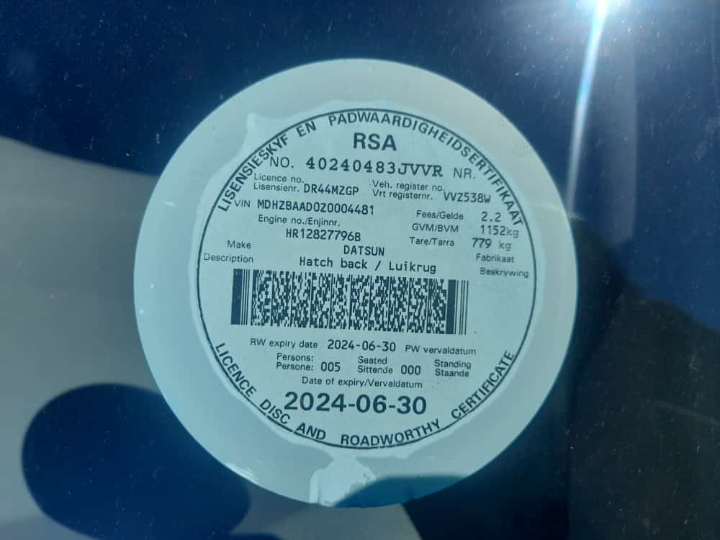 LISENSIESKYF EN PADWAARDIGHEIDSERTIFIKAAT
RSA
NO. 40240483JVVR NR.
Licence no. Veh. register no.
Lisensienr. DR44MZGP Vrt registernr. VVZ538W
VIN MDHZBAAD0Z0004481 Fees/Gelde 2.2
Engine no./Enjinnr. GVM/BVM 1152kg
HR12827796B Tare/Tarra 779 kg
Make DATSUN Fabrikaat
Description Hatch back / Luikrug Beskrywing
RW expiry date 2024-06-30 PW vervaldatum
Persons: Seated Standing
Persone: 005 Sittende 000 Staande
Date of expiry/Vervaldatum
2024-06-30
LICENCE DISC AND ROADWORTHY CERTIFICATE